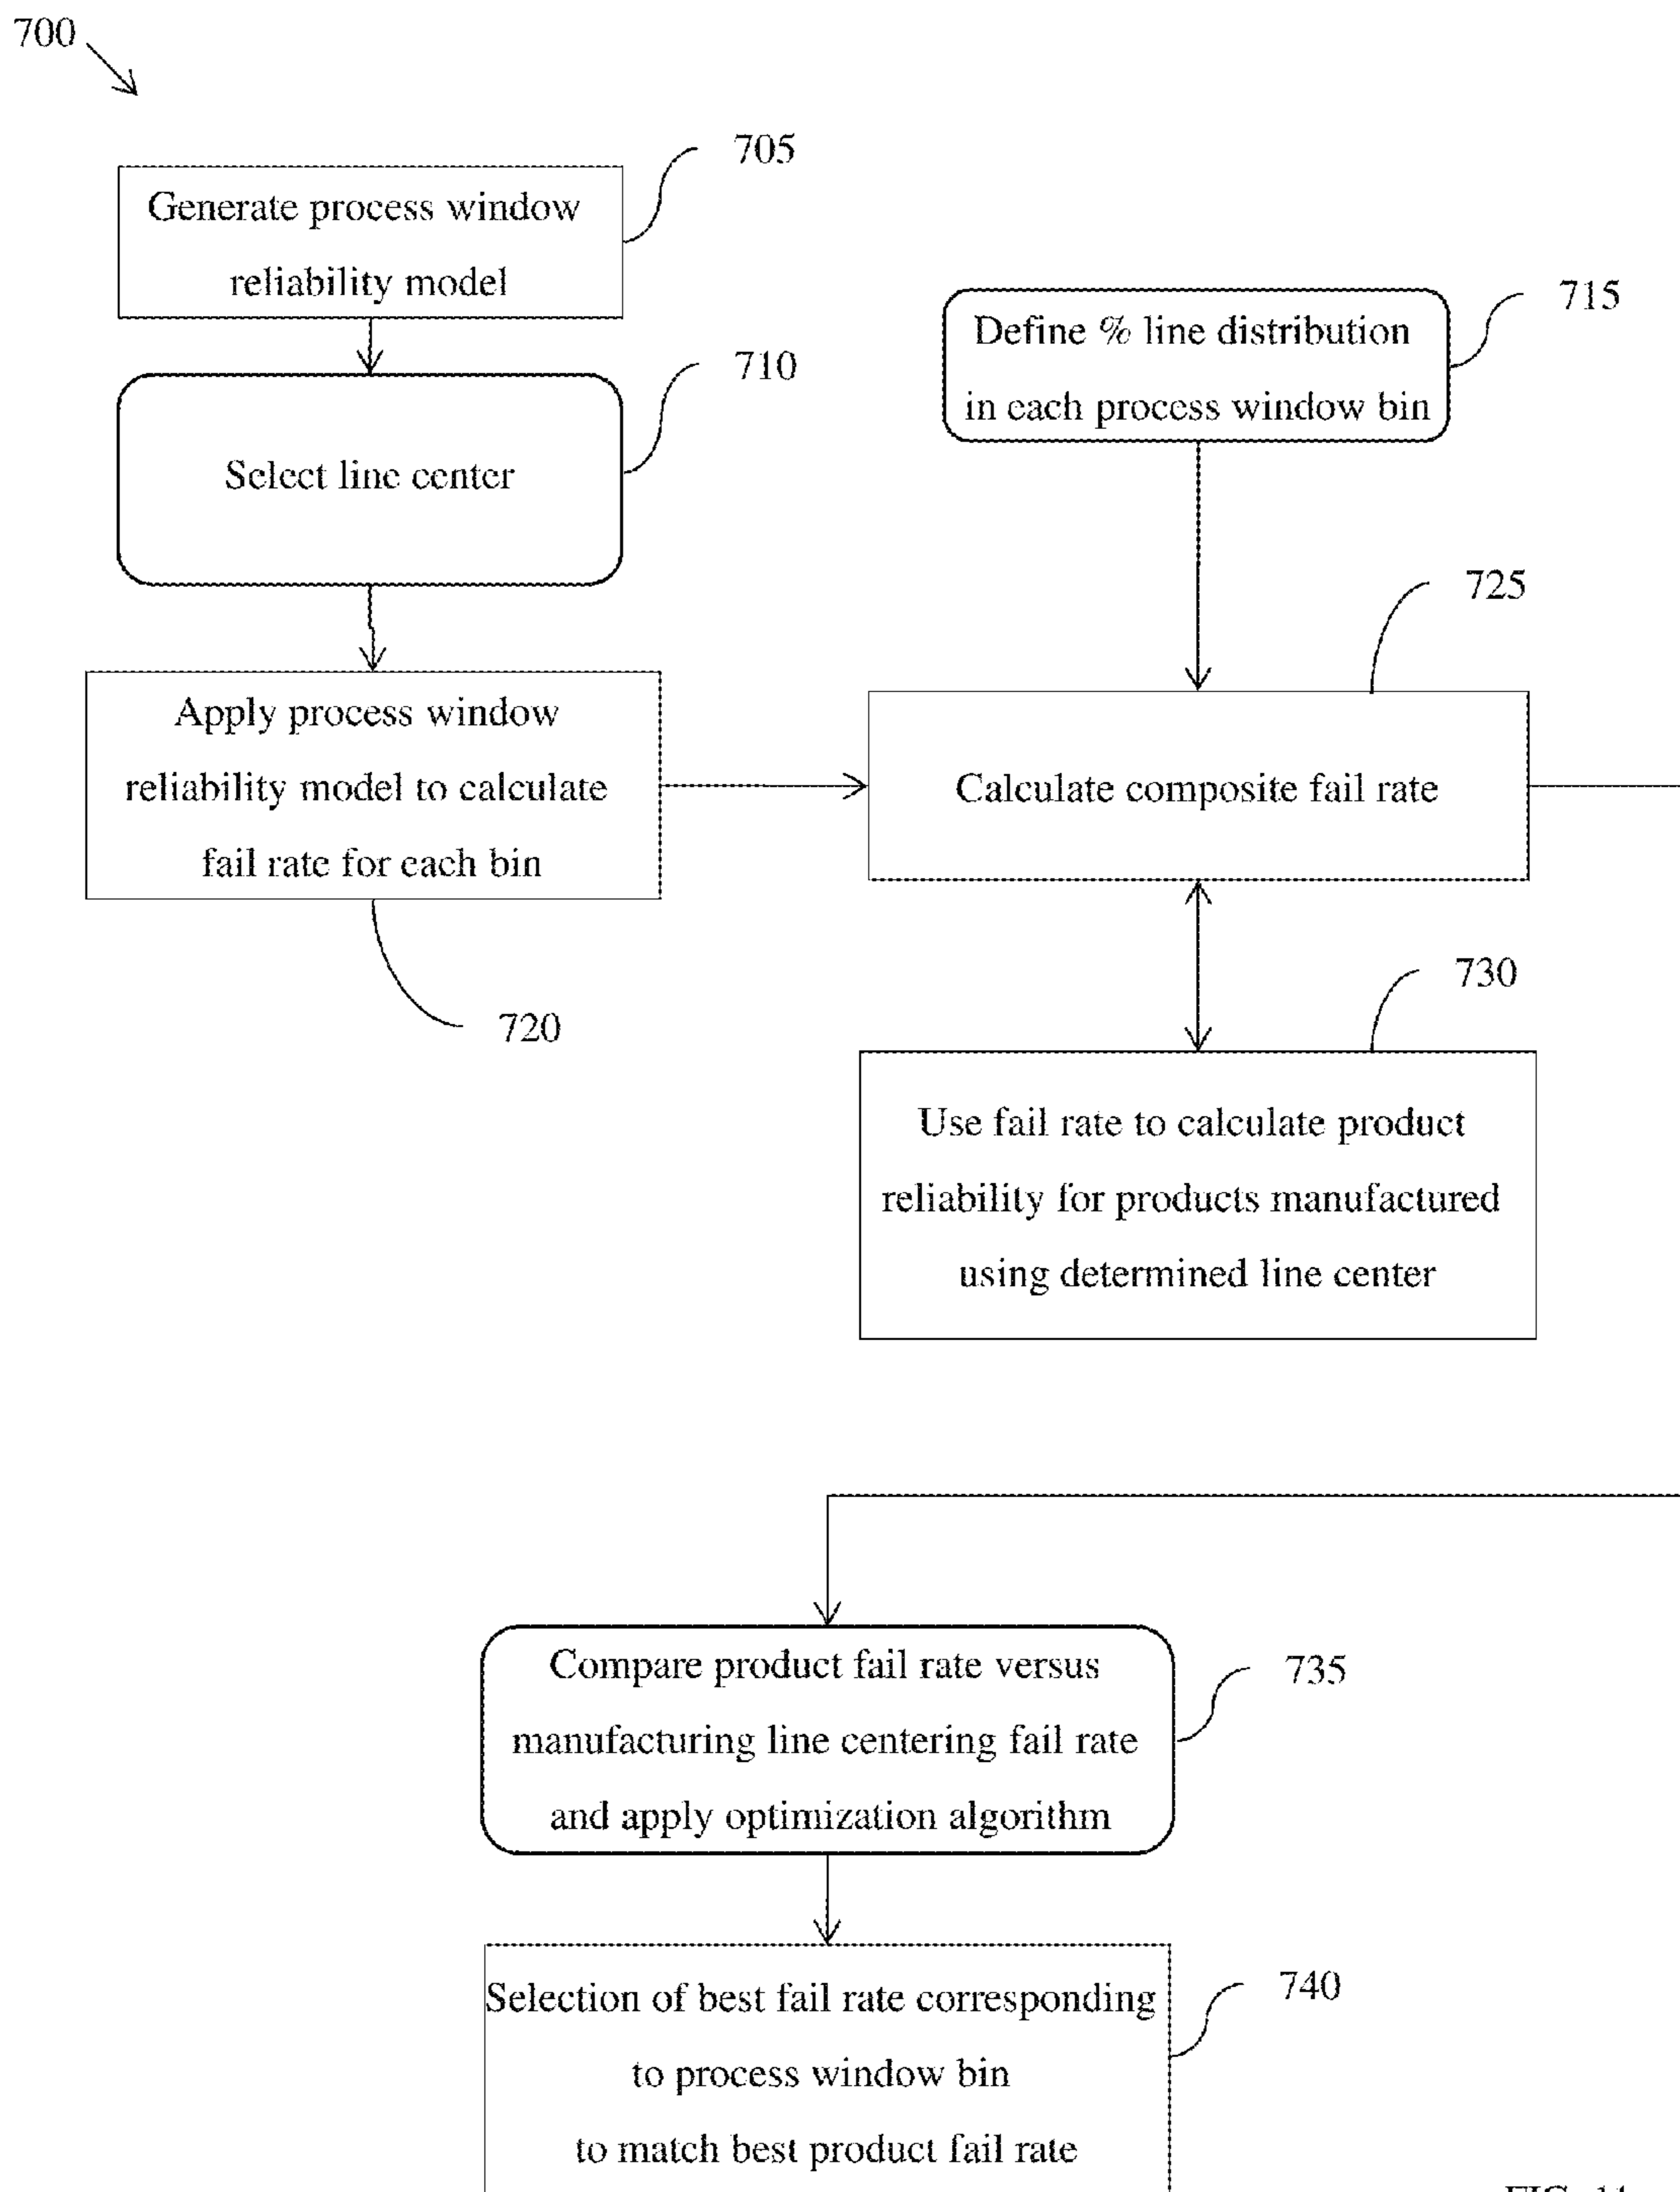 700
705
Generate process window
reliability model
710
Select line center
715
Define % line distribution
in each process window bin
Apply process window
reliability model to calculate
fail rate for each bin
720
725
Calculate composite fail rate
730
Use fail rate to calculate product
reliability for products manufactured
using determined line center
735
Compare product fail rate versus
manufacturing line centering fail rate
and apply optimization algorithm
740
Selection of best fail rate corresponding
to process window bin
to match best product fail rate